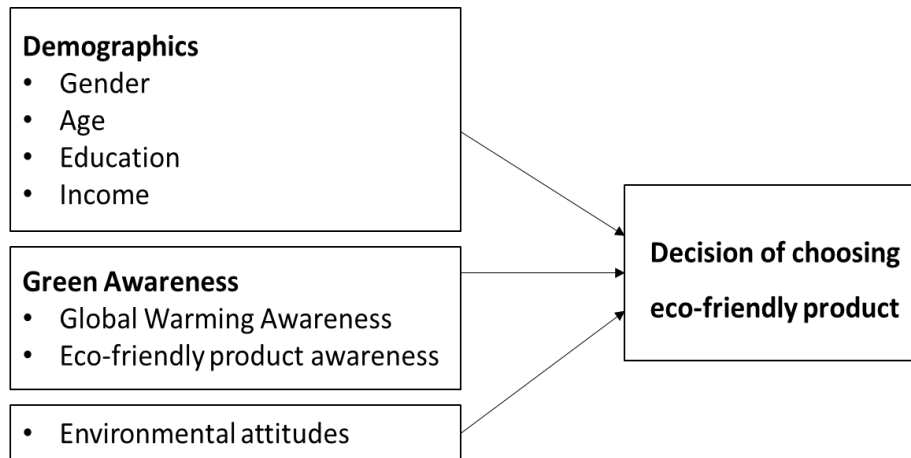 Demographics
• Gender
• Age
• Education
• Income
Green Awareness
• Global Warming Awareness
• Eco-friendly product awareness
• Environmental attitudes
Decision of choosing
eco-friendly product